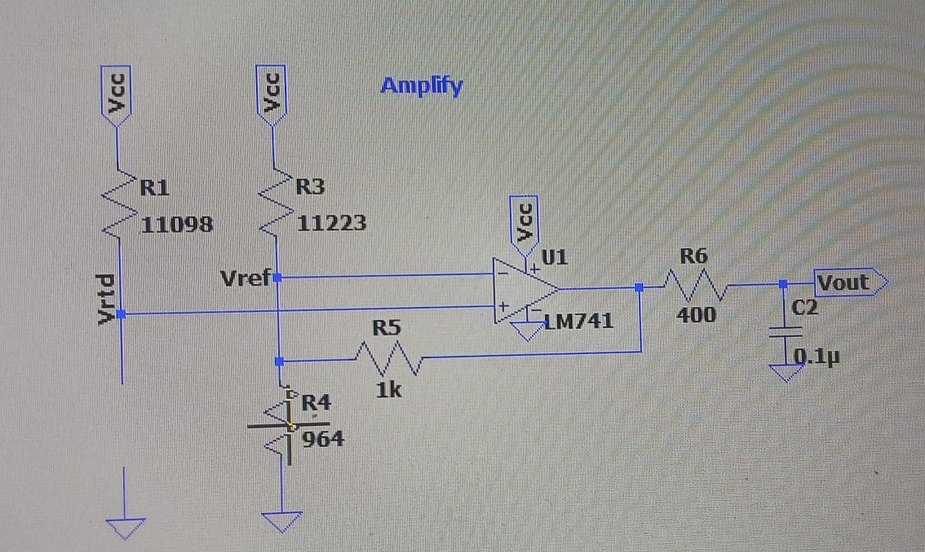 Vcc
Vcc
Amplify
R1
11098
R3
11223
Vcc
U1
Vref
Vrtd
LM741
R6
400
Vout
C2
0.1µ
R5
1k
R4
964